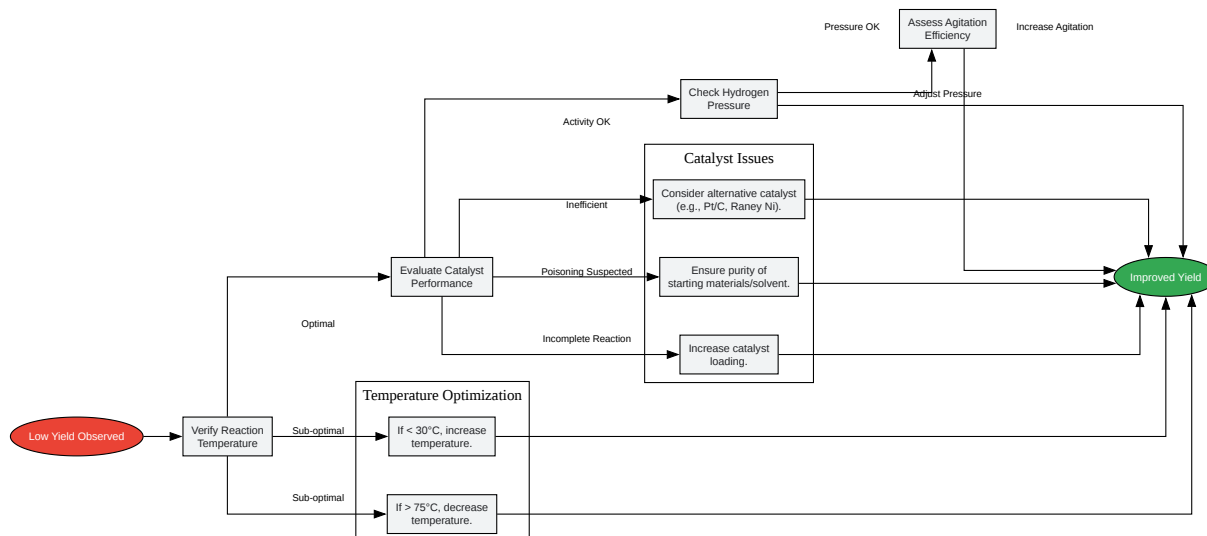 Pressure OK
Assess Agitation
Efficiency
Increase Agitation
Check Hydrogen
Pressure
Adjust Pressure
Activity OK
Catalyst Issues
Consider alternative catalyst
(e.g., Pt/C, Raney Ni).
Inefficient
Evaluate Catalyst
Performance
Poisoning Suspected
Ensure purity of
starting materials/solvent.
Improved Yield
Optimal
Incomplete Reaction
Increase catalyst
loading.
Temperature Optimization
Low Yield Observed
Verify Reaction
Temperature
Sub-optimal
If < 30°C, increase
temperature.
Sub-optimal
If > 75°C, decrease
temperature.